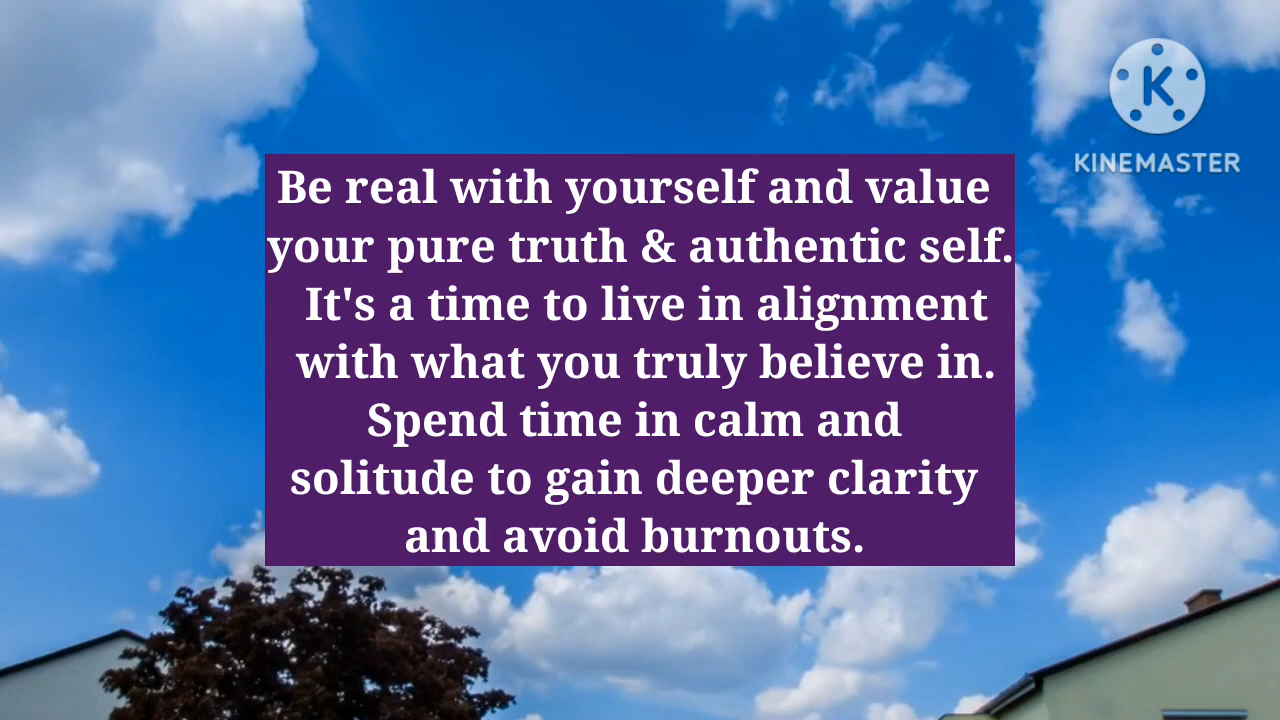 Be real with yourself and value
your pure truth & authentic self.
It's a time to live in alignment
with what you truly believe in.
Spend time in calm and
solitude to gain deeper clarity
and avoid burnouts.
K
KINEMASTER